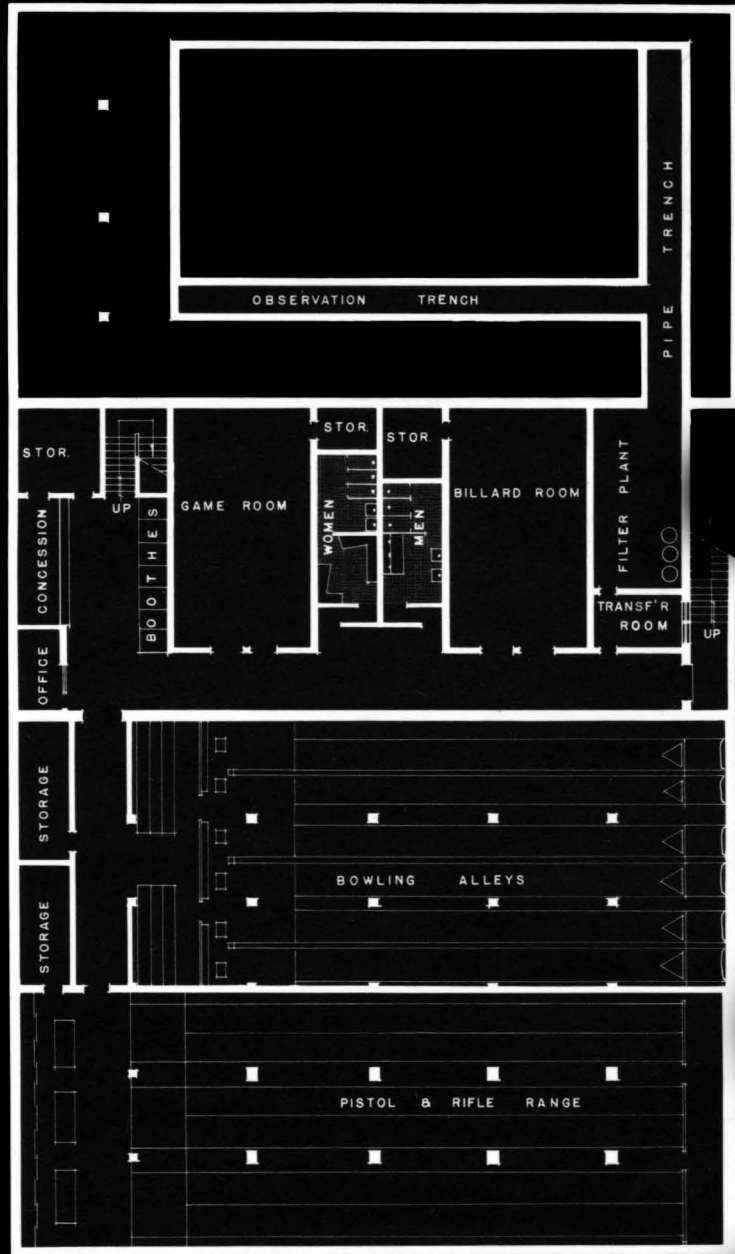 PIPE TRENCH
OBSERVATION TRENCH
STOR.
UP
GAME ROOM
STOR.
STOR.
WOMEN
MEN
BILLARD ROOM
FILTER PLANT
CONCESSION
BOOTHES
TRANSF'R
ROOM
UP
OFFICE
STORAGE
BOWLING ALLEYS
STORAGE
PISTOL & RIFLE RANGE